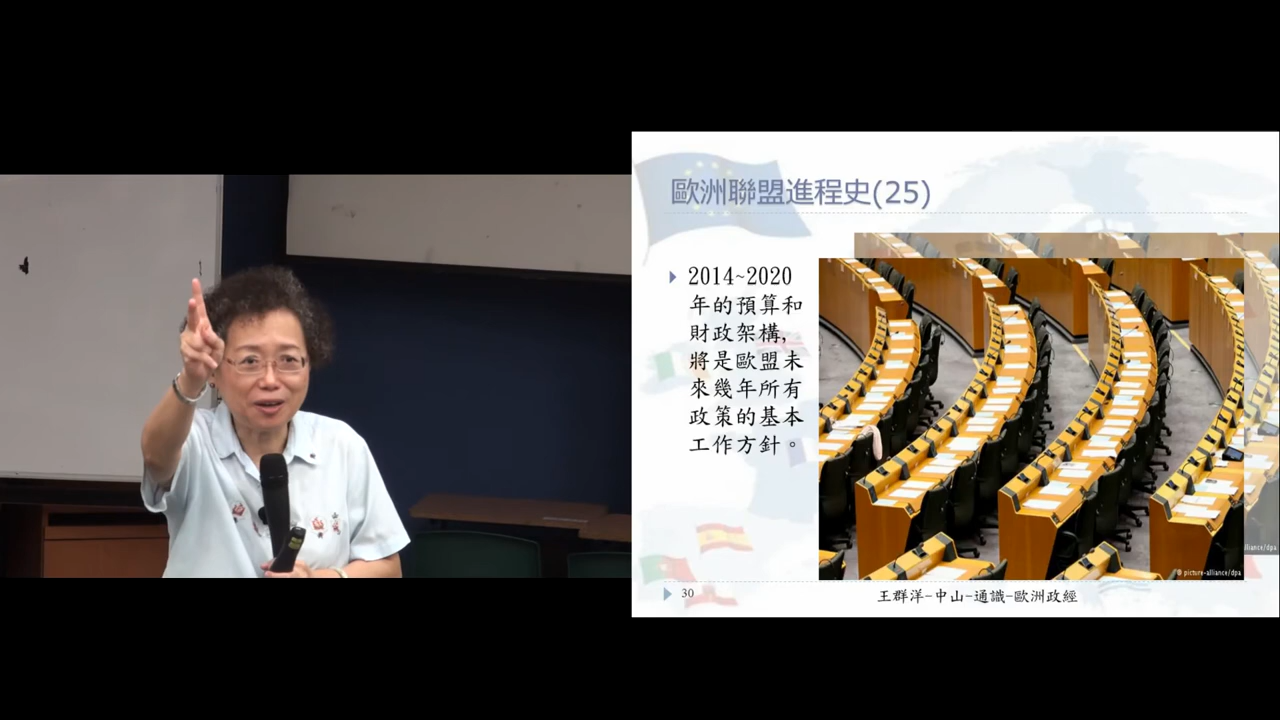 歐洲聯盟進程史(25)
2014~2020
年的預算和
財政架構,
將是歐盟未
來幾年所有
政策的基本
工作方針。
lliance/dpa
© picture-alliance/dpa
30
王群洋-中山-通識-歐洲政經